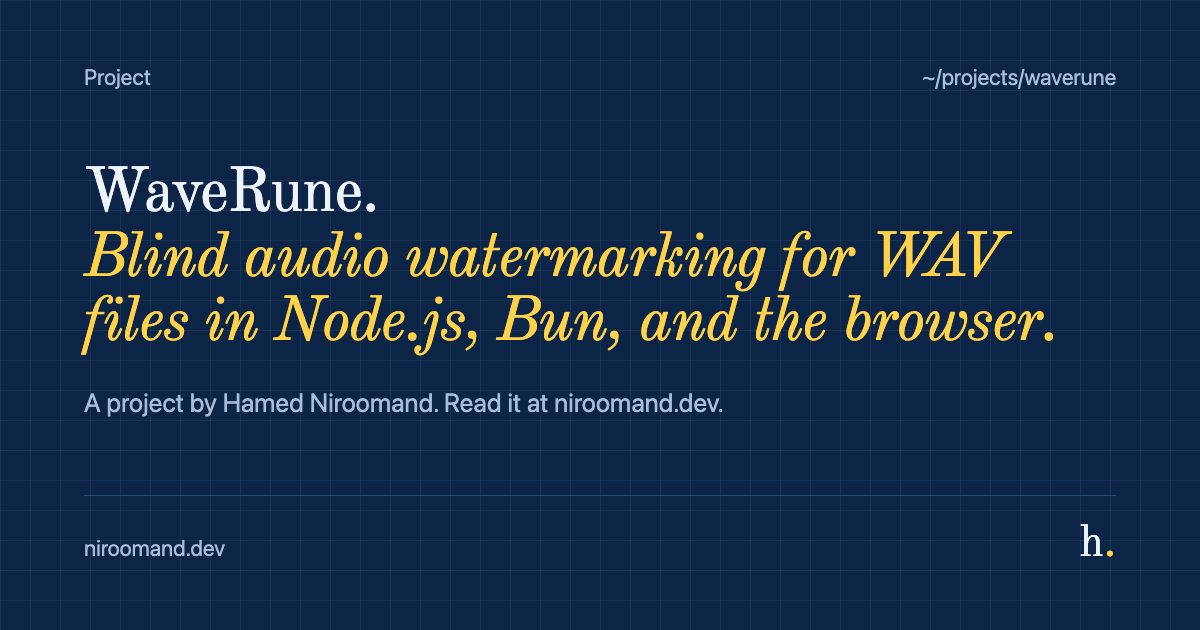 Project
~/projects/waverune
WaveRune.
Blind audio watermarking for WAV
files in Node.js, Bun, and the browser.
A project by Hamed Niroomand. Read it at niroomand.dev.
niroomand.dev
h.